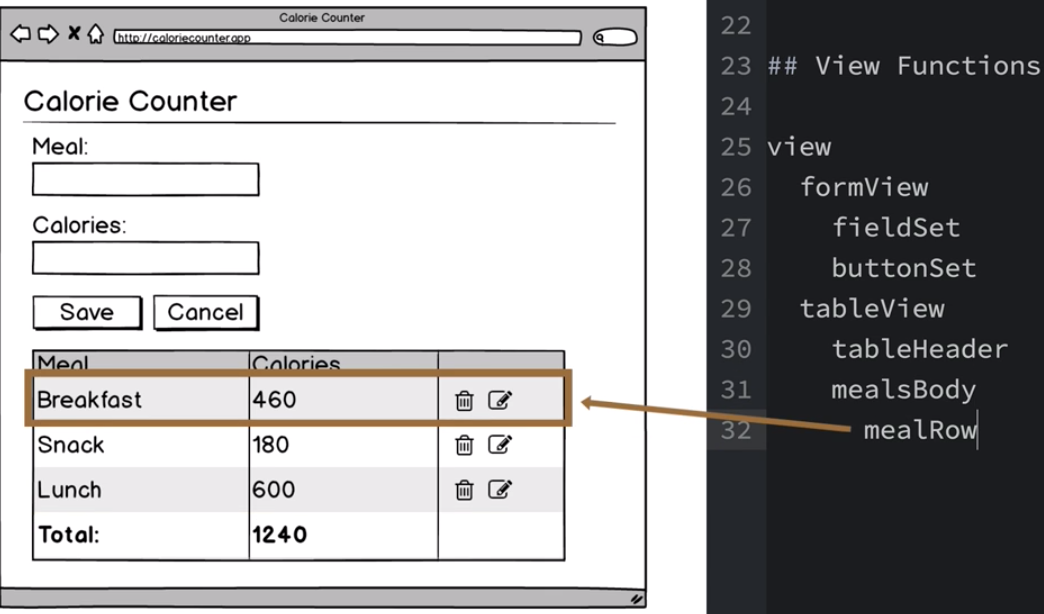 Calorie Counter
http://caloriecounter.app
Calorie Counter
Meal:
Calories:
Save Cancel
Meal Calories
Breakfast 460
Snack 180
Lunch 600
Total: 1240
22
23 ## View Functions
24
25 view
26 formView
27 fieldSet
28 buttonSet
29 tableView
30 tableHeader
31 mealsBody
32 mealRow